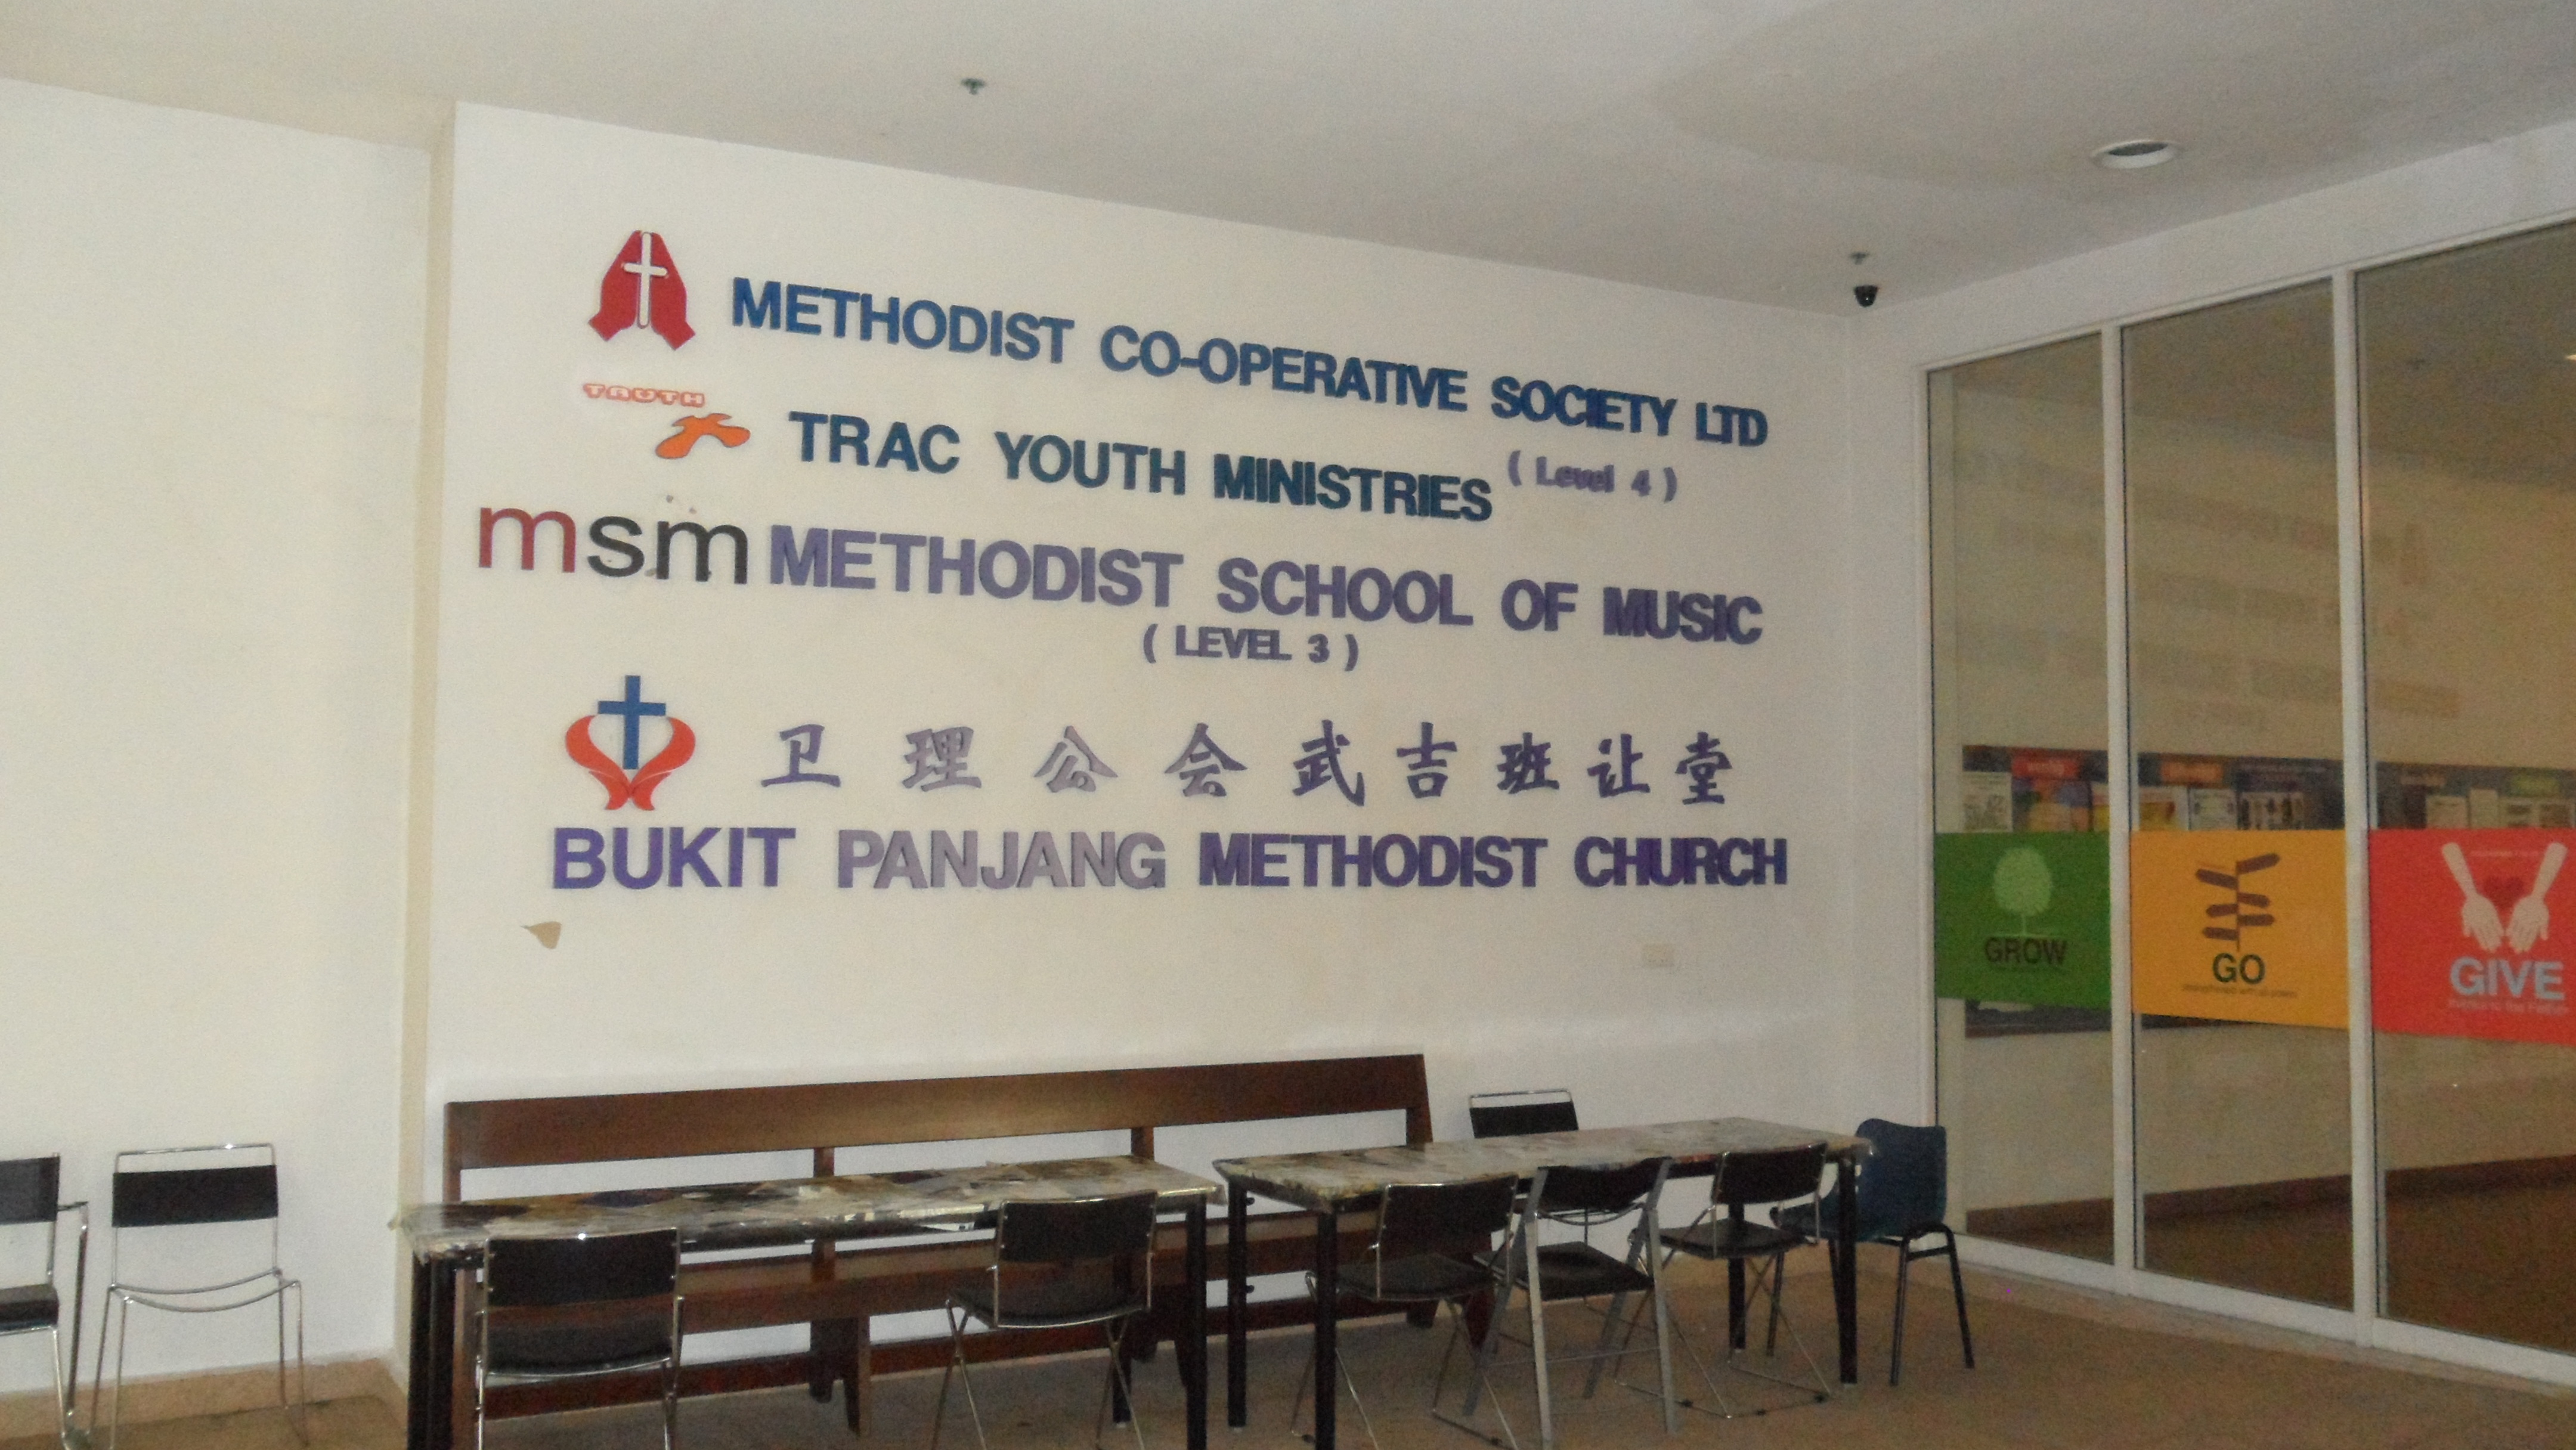 METHODIST CO-OPERATIVE SOCIETY LTD
TRUTH
TRAC YOUTH MINISTRIES
( Level 4 )
msm METHODIST SCHOOL OF MUSIC
( LEVEL 3 )
卫理公会武吉班让堂
BUKIT PANJANG METHODIST CHURCH
GROW
GO
GIVE